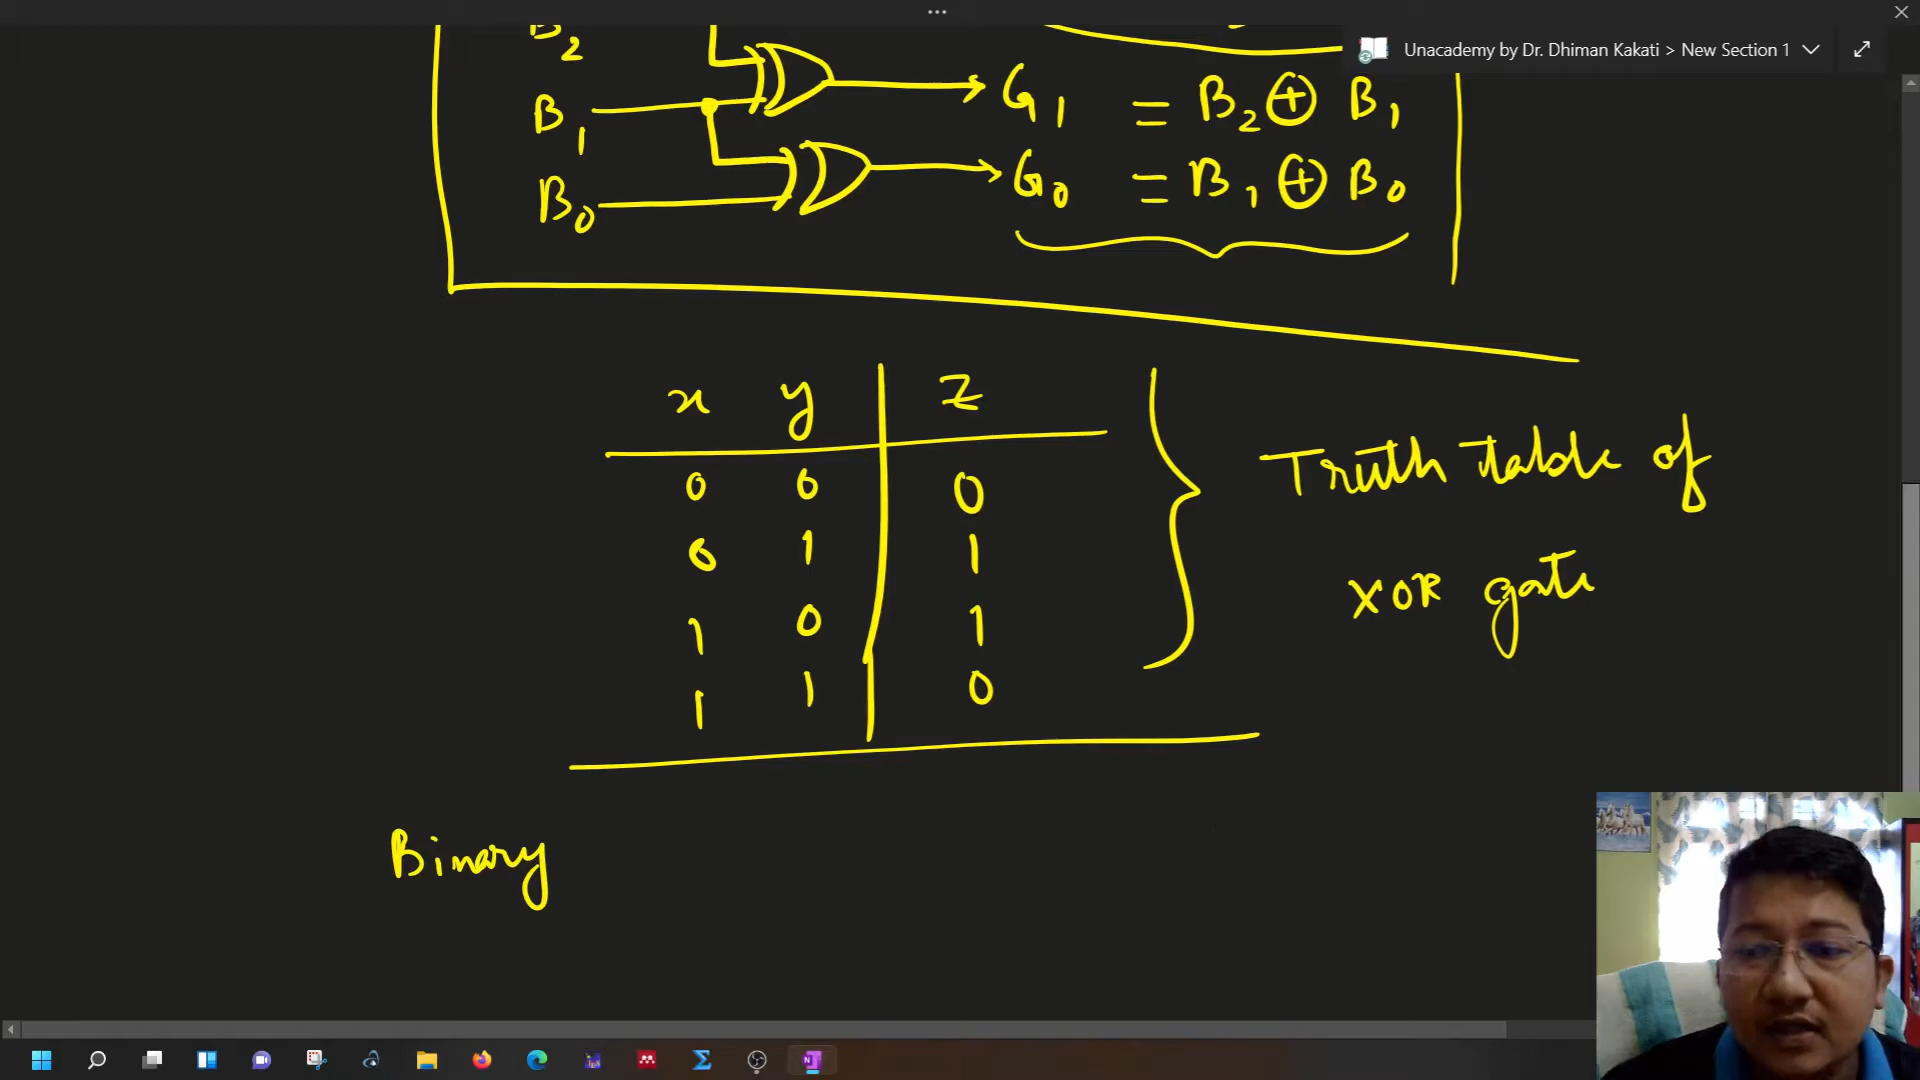 Unacademy by Dr. Dhiman Kakati > New Section 1
B₂
B₁ G₁ = B₂ ⊕ B₁
B₀ G₀ = B₁ ⊕ B₀
x y z
0 0 0
0 1 1
1 0 1
1 1 0
Truth table of
XOR gate
Binary